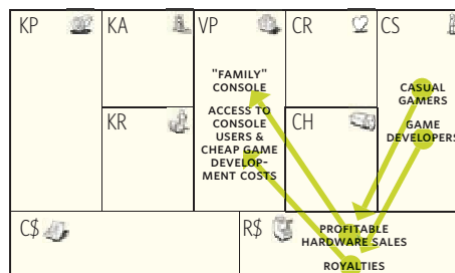 KP
KA
VP
CR
CS
"FAMILY"
CONSOLE
ACCESS TO
CONSOLE
USERS &
CHEAP GAME
DEVELOP-
MENT COSTS
CASUAL
GAMERS
GAME
DEVELOPERS
KR
CH
C$
R$
PROFITABLE
HARDWARE SALES
ROYALTIES